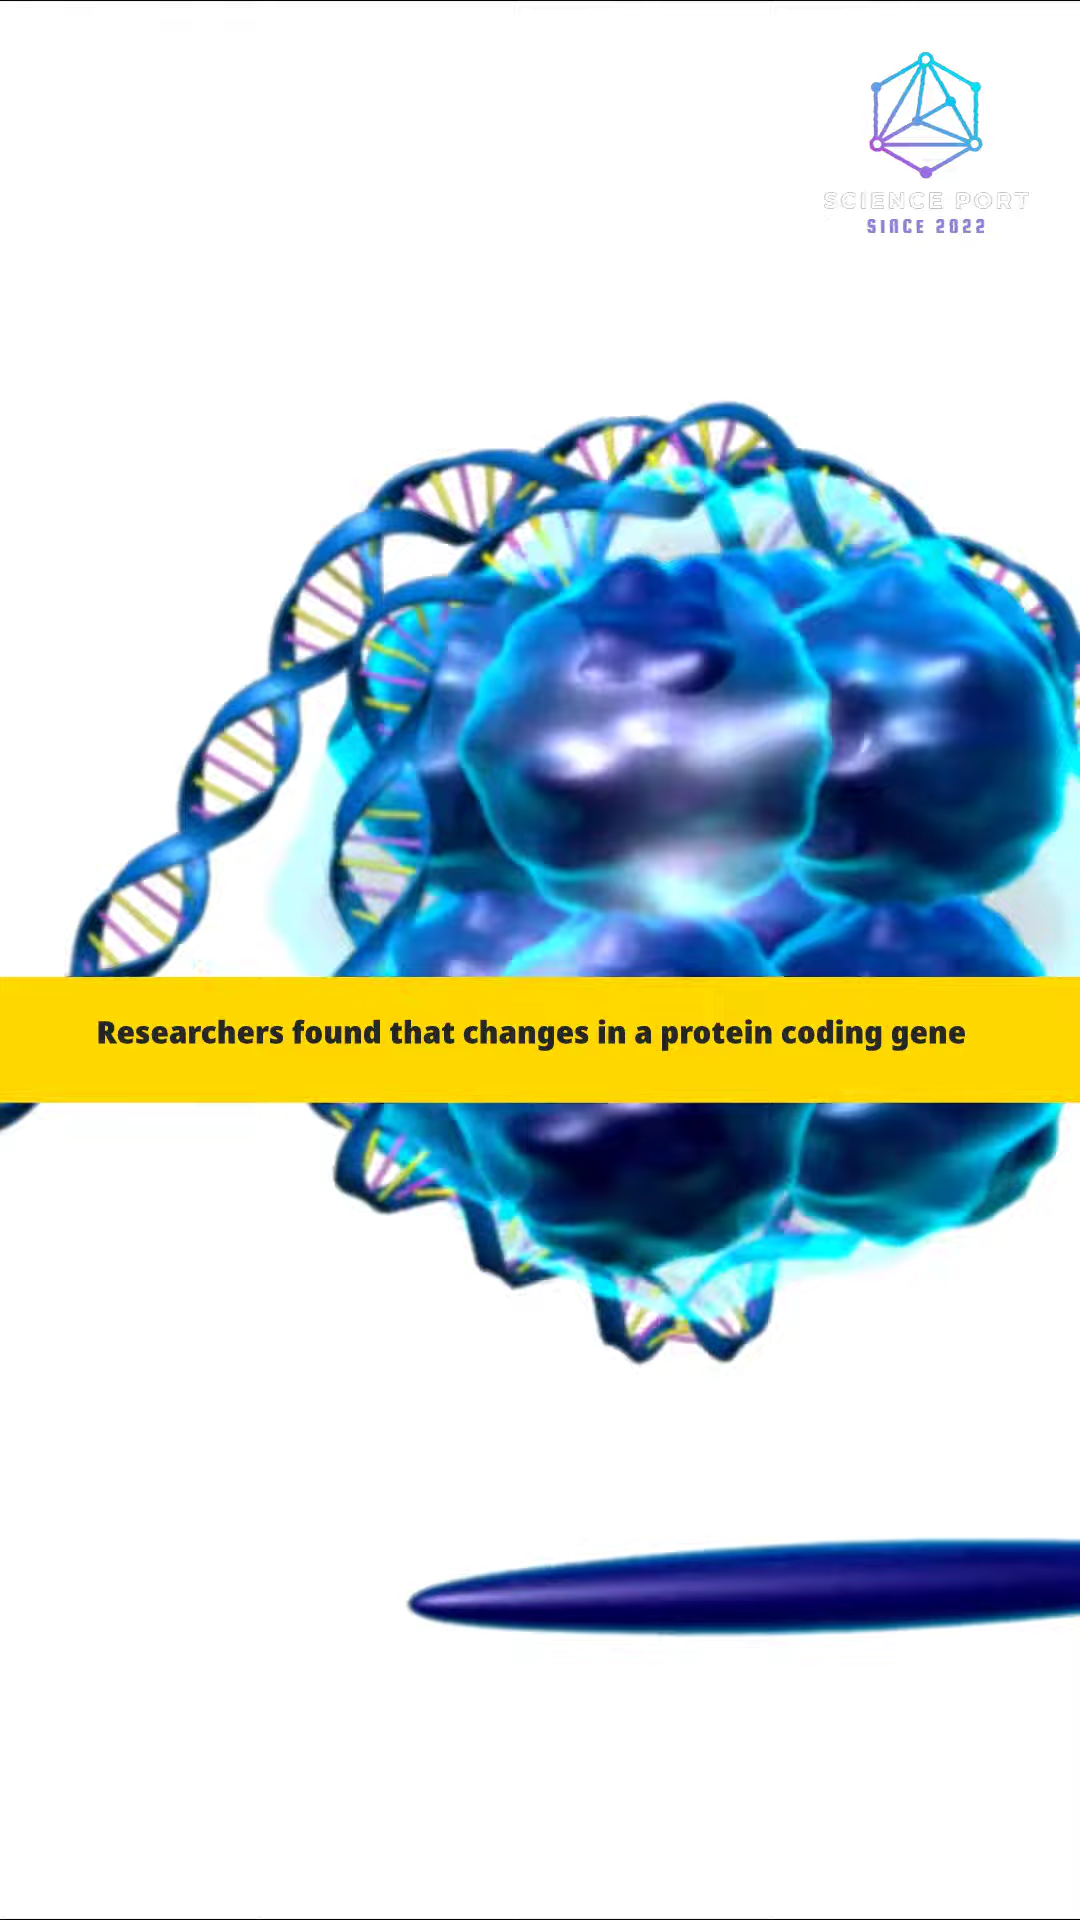 SCIENCE PORT
SINCE 2022
Researchers found that changes in a protein coding gene